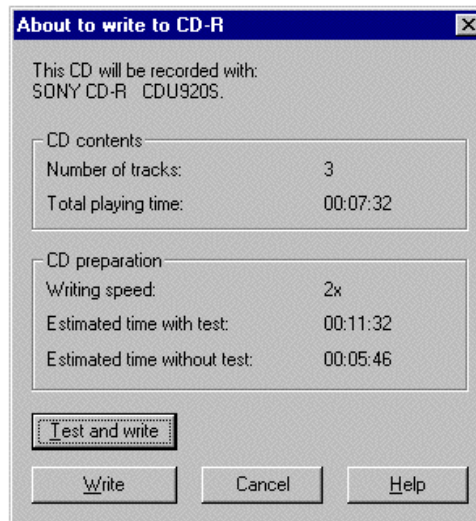 About to write to CD-R
This CD will be recorded with:
SONY CD-R   CDU920S.
CD contents
Number of tracks: 3
Total playing time: 00:07:32
CD preparation
Writing speed: 2x
Estimated time with test: 00:11:32
Estimated time without test: 00:05:46
Test and write
Write Cancel Help